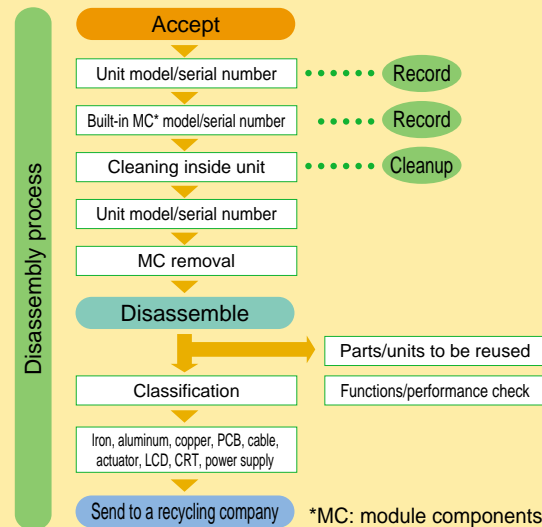 Disassembly process
Accept
Unit model/serial number
Record
Built-in MC* model/serial number
Record
Cleaning inside unit
Cleanup
Unit model/serial number
MC removal
Disassemble
Parts/units to be reused
Classification
Functions/performance check
Iron, aluminum, copper, PCB, cable,
actuator, LCD, CRT, power supply
Send to a recycling company
*MC: module components